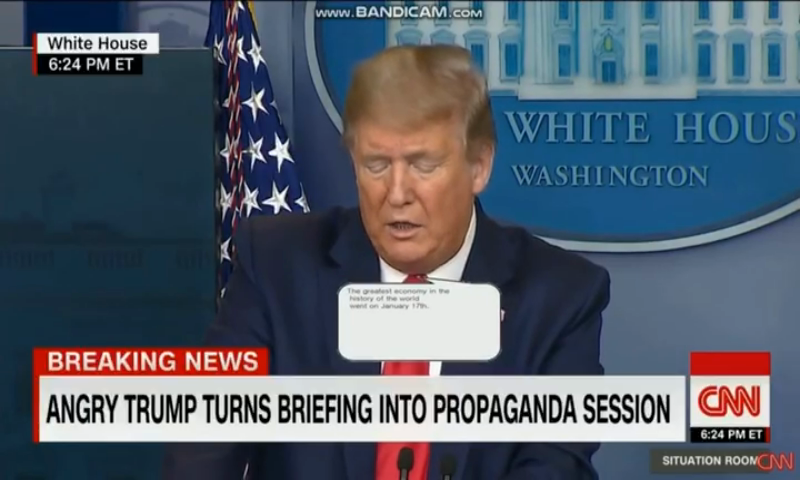 www.BANDICAM.com
White House
6:24 PM ET
WHITE HOUS
WASHINGTON
The greatest economy in the
history of the world
went on January 17th.
BREAKING NEWS
ANGRY TRUMP TURNS BRIEFING INTO PROPAGANDA SESSION
CNN
6:24 PM ET
SITUATION ROOM
CNN